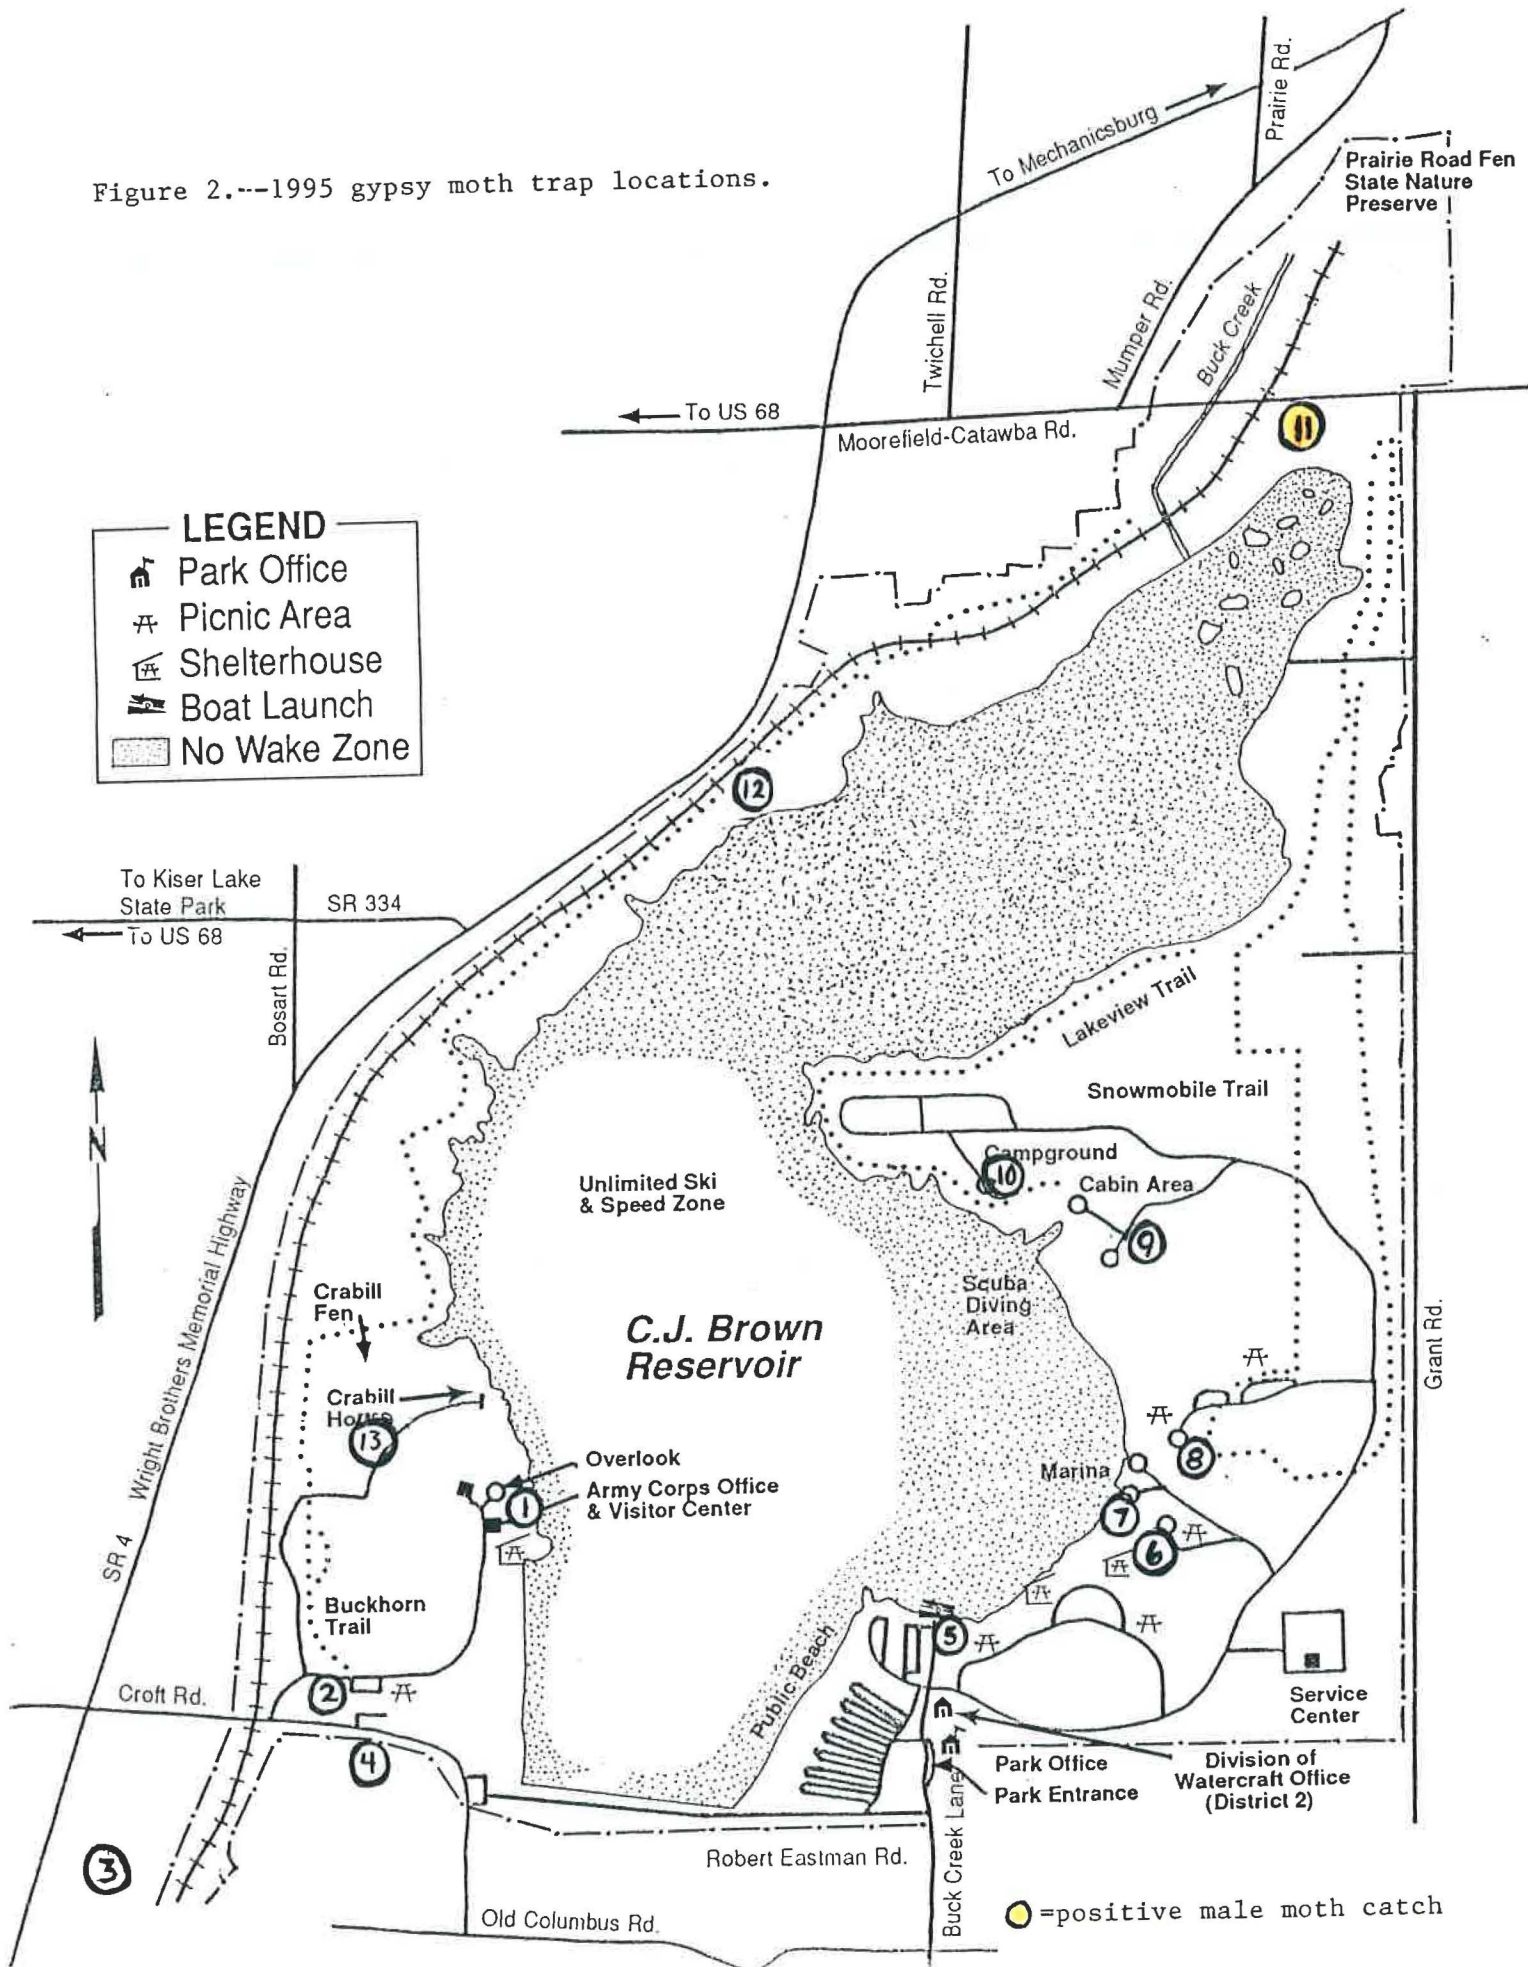 Figure 2.---1995 gypsy moth trap locations.
To Mechanicsburg
Prairie Rd.
Prairie Road Fen
State Nature
Preserve
Twichell Rd.
Mumper Rd.
Buck Creek
To US 68
Moorefield-Catawba Rd.
11
LEGEND
Park Office
Picnic Area
Shelterhouse
Boat Launch
No Wake Zone
12
To Kiser Lake
State Park
SR 334
To US 68
Bosart Rd.
Lakeview Trail
N
Snowmobile Trail
Campground
10
Cabin Area
9
Unlimited Ski
& Speed Zone
Wright Brothers Memorial Highway
SR 4
Scuba
Diving
Area
Crabill
Fen
C.J. Brown
Reservoir
Grant Rd.
Crabill
House
13
Overlook
Army Corps Office
& Visitor Center
1
Marina
8
7
6
Buckhorn
Trail
5
Public Beach
2
Croft Rd.
4
Service
Center
Park Office
Park Entrance
Division of
Watercraft Office
(District 2)
3
Buck Creek Lane
Robert Eastman Rd.
Old Columbus Rd.
=positive male moth catch